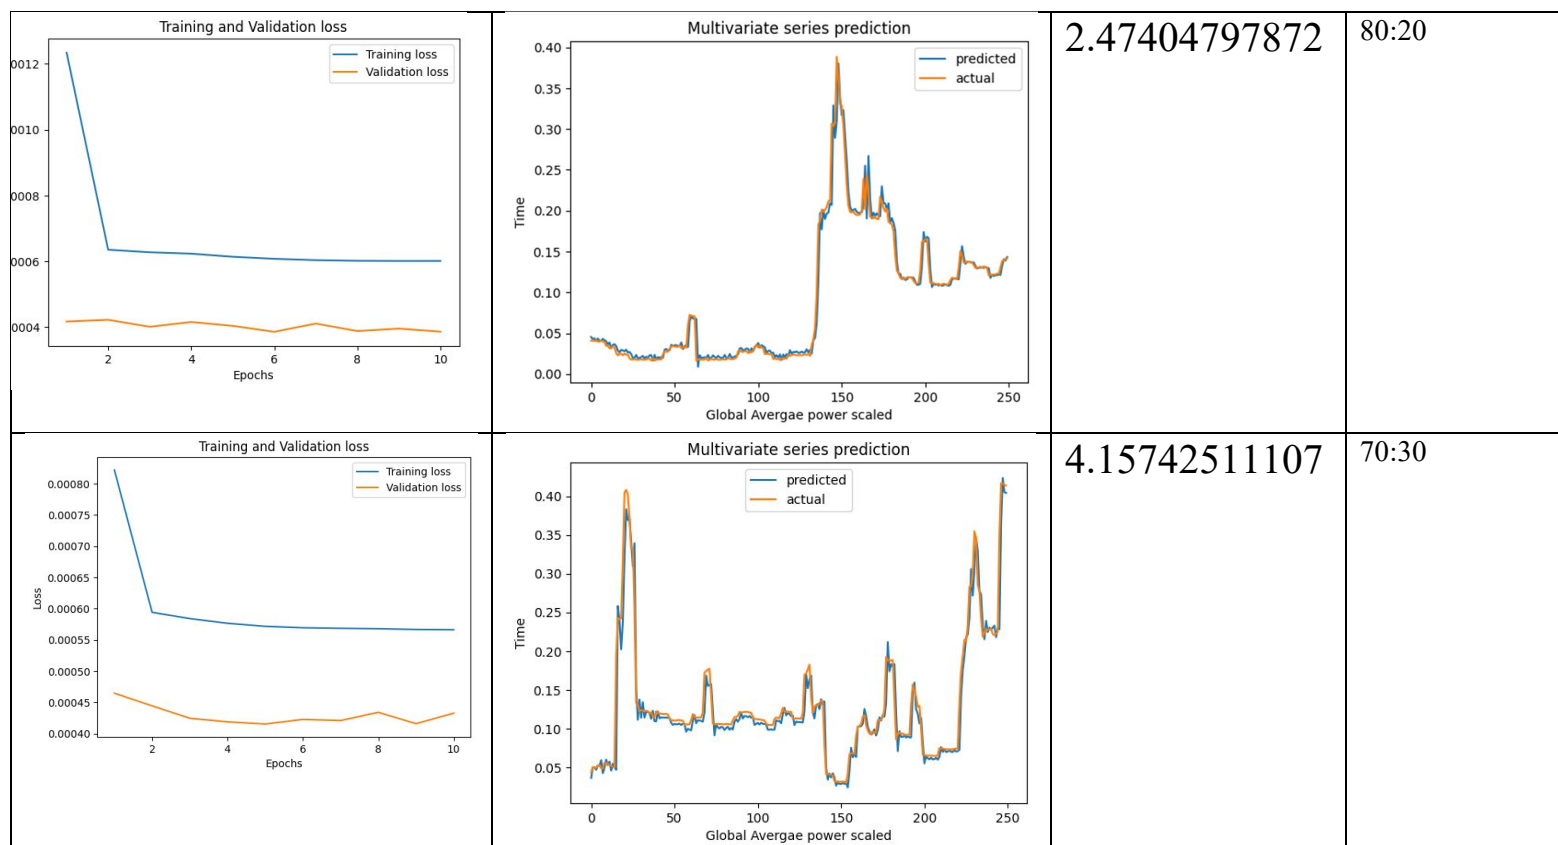 Training and Validation loss
Training loss
Validation loss
0012
0010
0008
0006
0004
2 4 6 8 10
Epochs
Multivariate series prediction
predicted
actual
0.40
0.35
0.30
0.25
0.20
0.15
0.10
0.05
0.00
Time
0 50 100 150 200 250
Global Avergae power scaled
2.47404797872
80:20
Training and Validation loss
Training loss
Validation loss
0.00080
0.00075
0.00070
0.00065
0.00060
0.00055
0.00050
0.00045
0.00040
Loss
2 4 6 8 10
Epochs
Multivariate series prediction
predicted
actual
0.40
0.35
0.30
0.25
0.20
0.15
0.10
0.05
Time
0 50 100 150 200 250
Global Avergae power scaled
4.15742511107
70:30